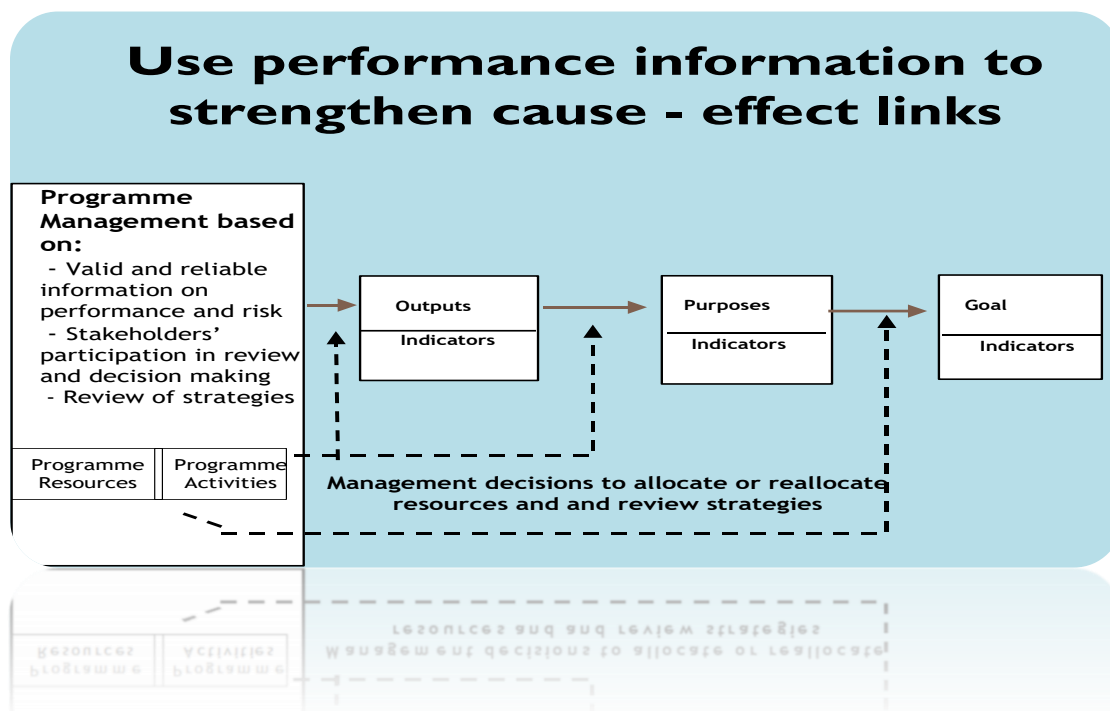 Use performance information to
strengthen cause - effect links
Programme
Management based
on:
- Valid and reliable
information on
performance and risk
- Stakeholders'
participation in review
and decision making
- Review of strategies
Programme
Resources
Programme
Activities
Outputs
Indicators
Purposes
Indicators
Goal
Indicators
Management decisions to allocate or reallocate
resources and and review strategies